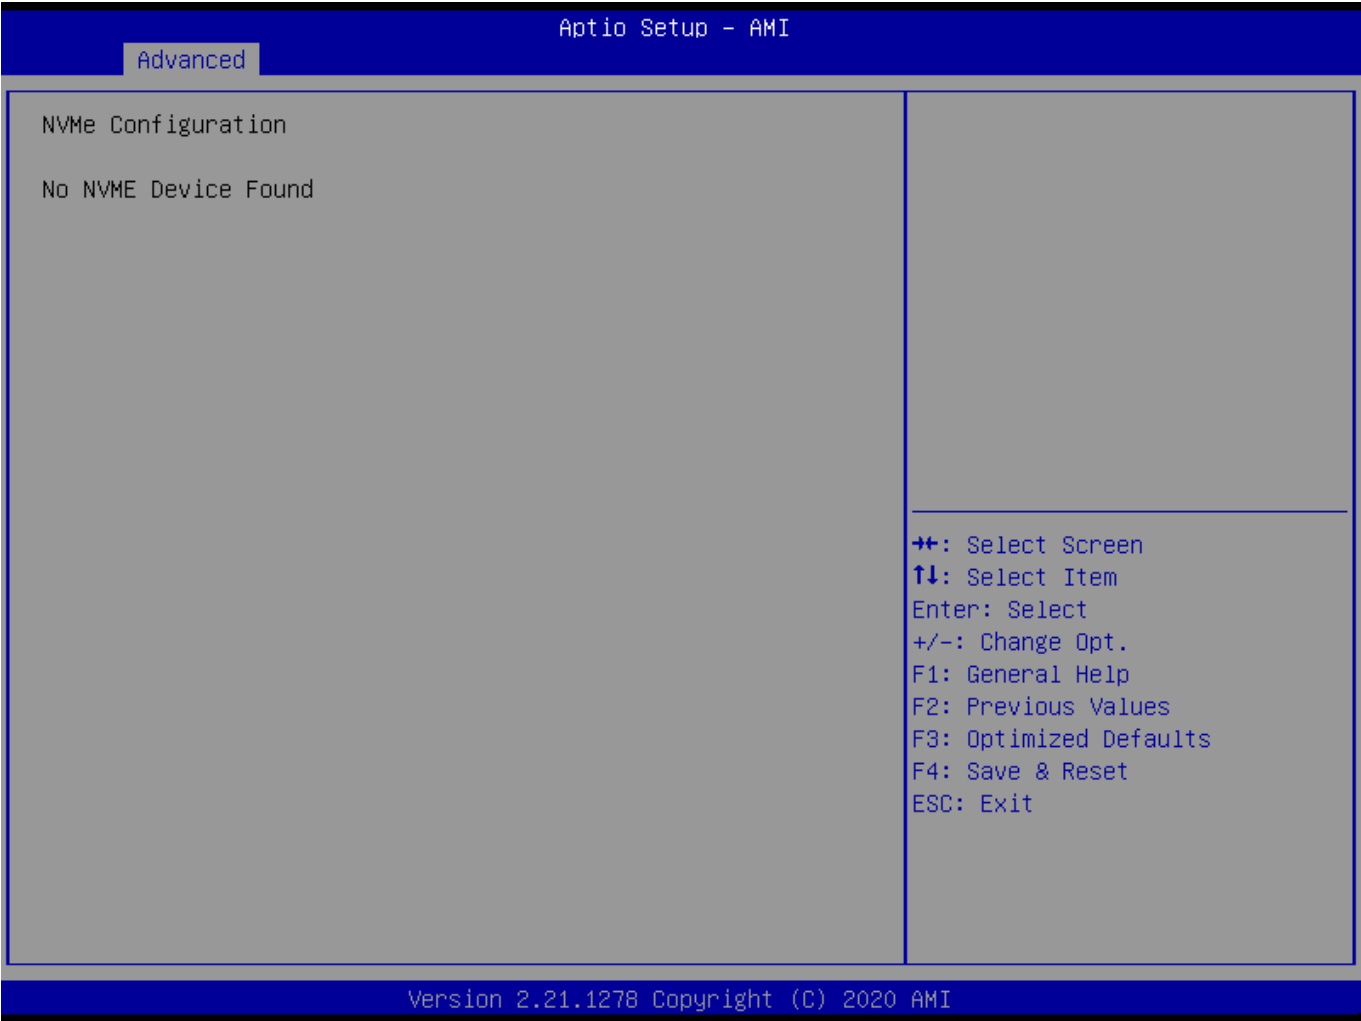 Aptio Setup – AMI
Advanced
NVMe Configuration
No NVME Device Found
→←: Select Screen
↑↓: Select Item
Enter: Select
+/-: Change Opt.
F1: General Help
F2: Previous Values
F3: Optimized Defaults
F4: Save & Reset
ESC: Exit
Version 2.21.1278 Copyright (C) 2020 AMI